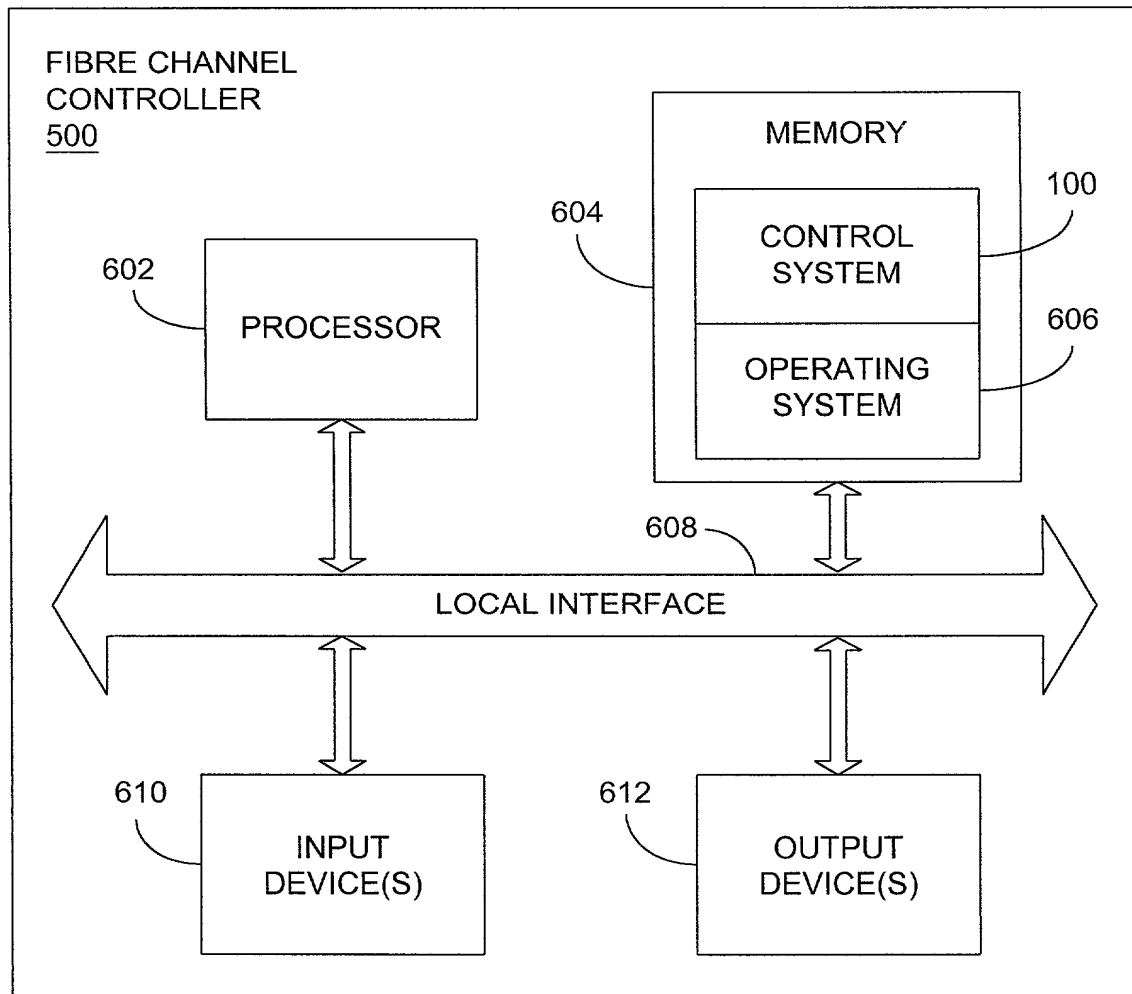 FIBRE CHANNEL
CONTROLLER
500
MEMORY
604
100
CONTROL
SYSTEM
602
PROCESSOR
606
OPERATING
SYSTEM
608
LOCAL INTERFACE
610
INPUT
DEVICE(S)
612
OUTPUT
DEVICE(S)